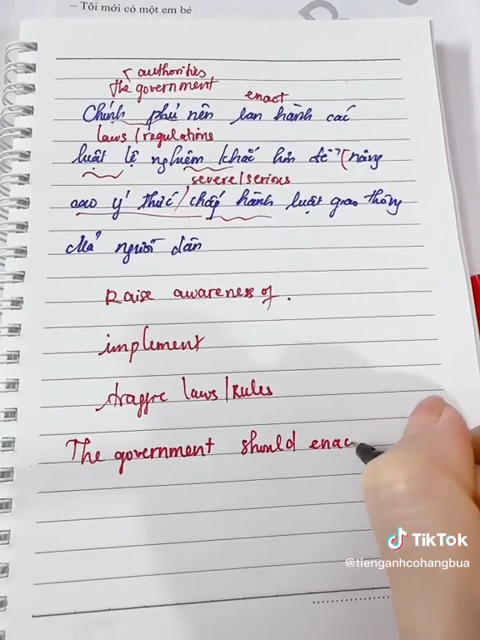 – Tôi mới có một em bé
authorities
The government
enact
Chính phủ nên ban hành các
laws / regulations
luật lệ nghiêm khắc hơn để (nâng
severe / serious
cao ý thức / chấp hành luật giao thông
của người dân
Raise awareness of.
implement
traffic laws / Rules
The government should enac
TikTok
@tienganhcohangbua